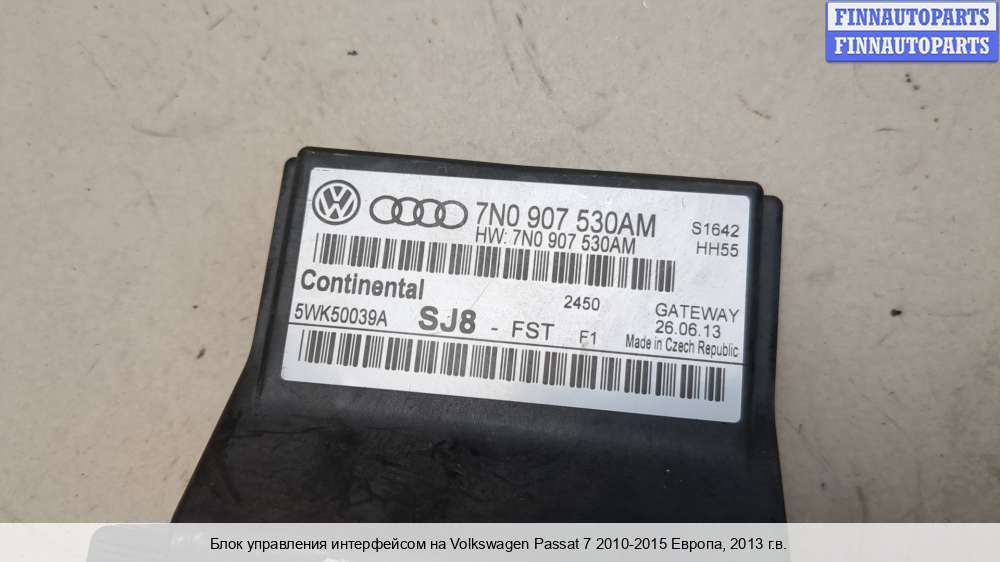 FINNAUTOPARTS
FINNAUTOPARTS
7N0 907 530AM
S1642
HW: 7N0 907 530AM
HH55
Continental
2450
GATEWAY
5WK50039A
SJ8 - FST
F1
26.06.13
Made in Czech Republic
Блок управления интерфейсом на Volkswagen Passat 7 2010-2015 Европа, 2013 г.в.